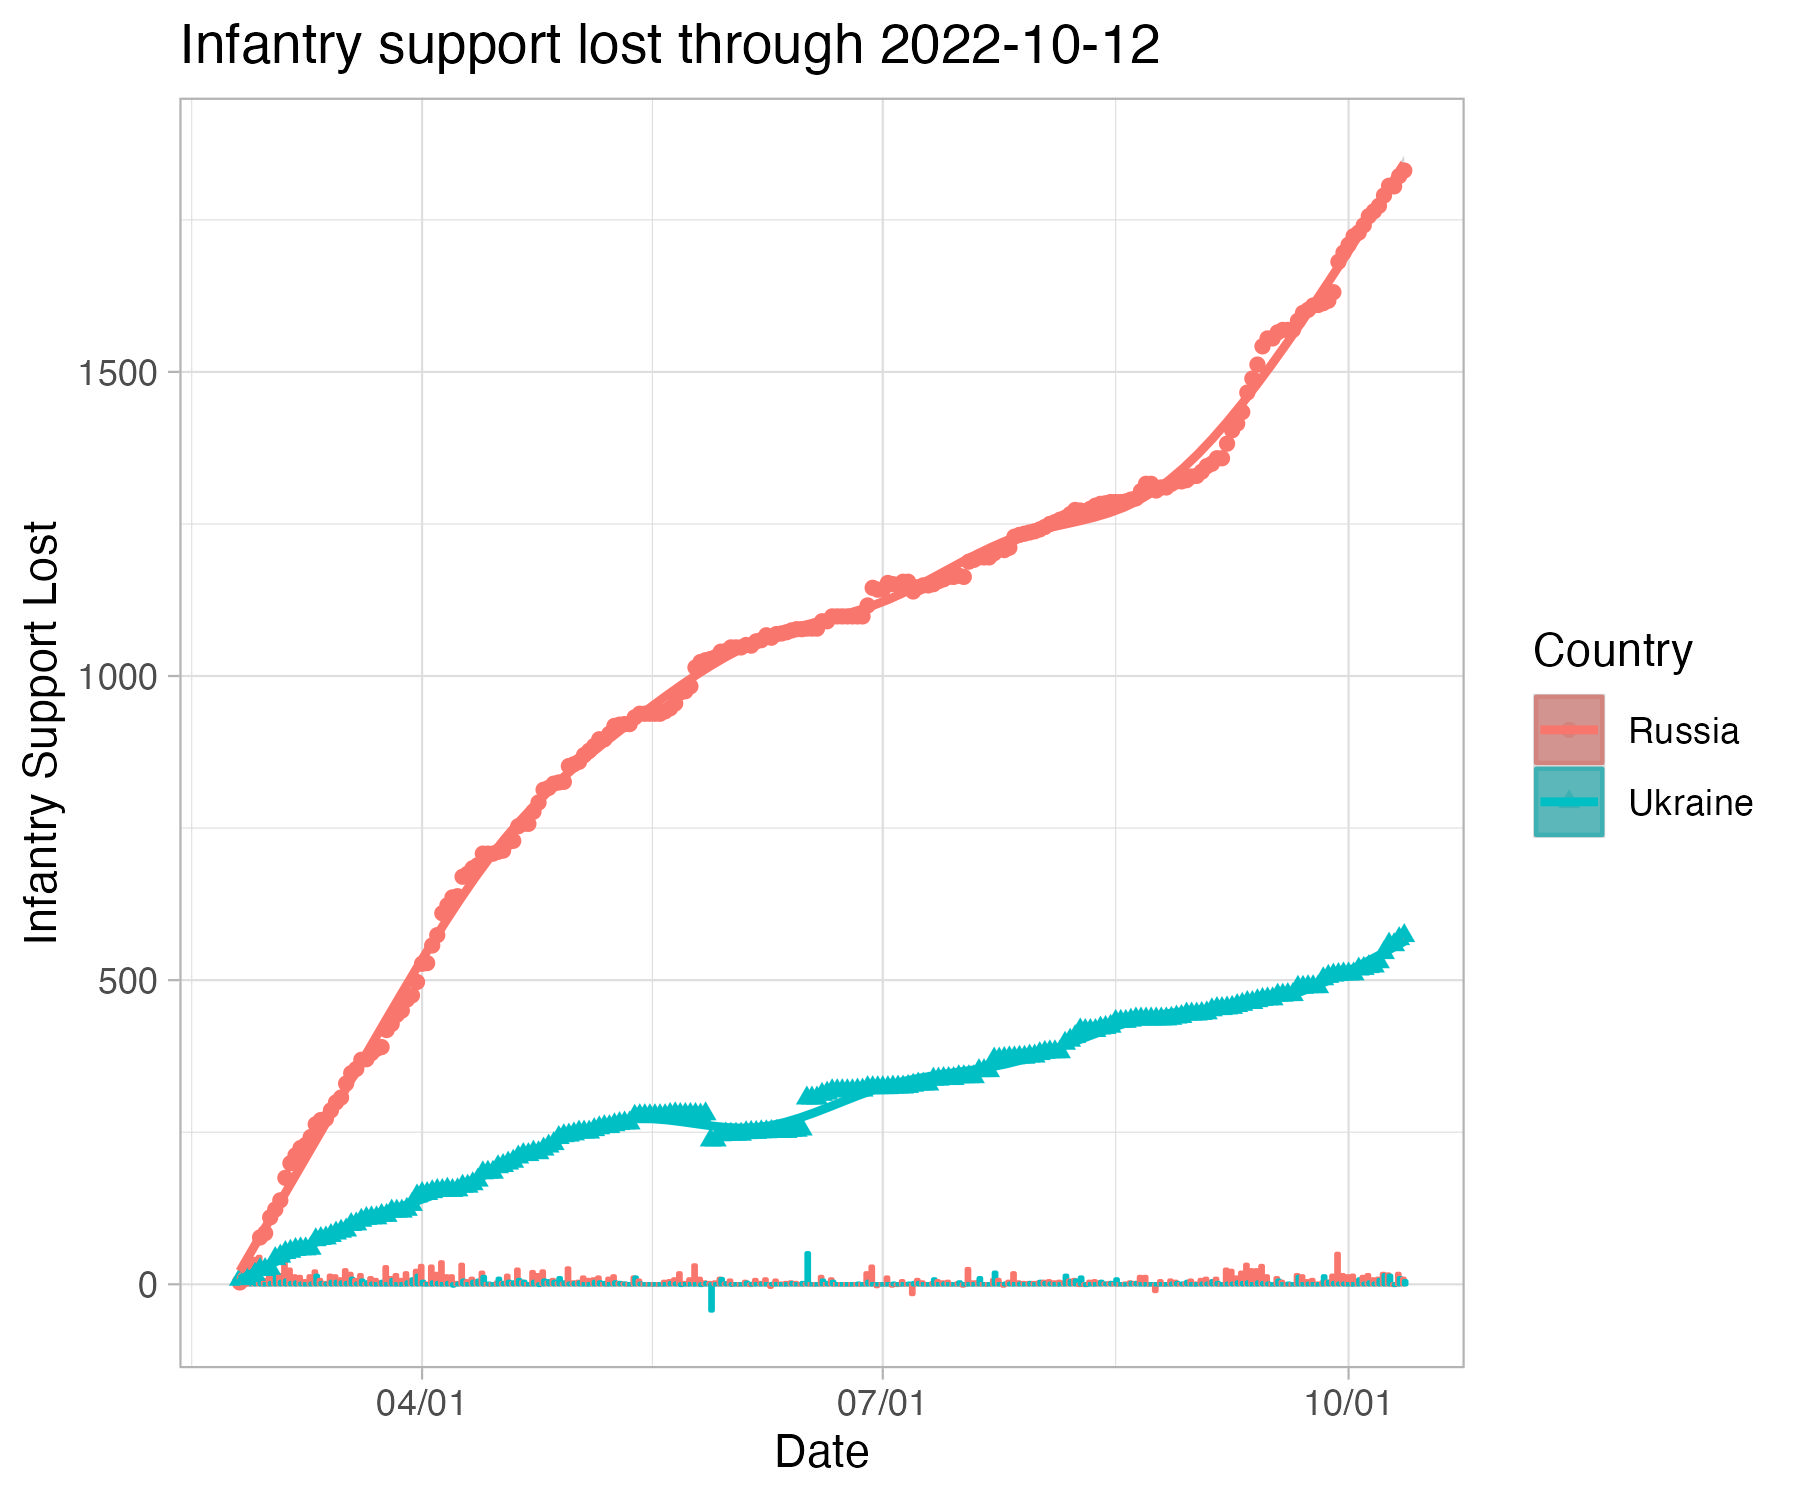 Infantry support lost through 2022-10-12
Infantry Support Lost
1500
1000
500
0
04/01
07/01
10/01
Date
Country
Russia
Ukraine